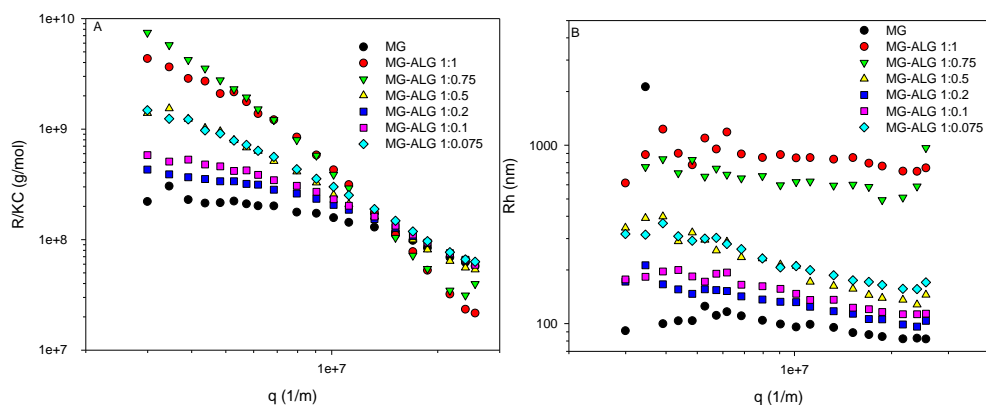 A
MG
MG-ALG 1:1
MG-ALG 1:0.75
MG-ALG 1:0.5
MG-ALG 1:0.2
MG-ALG 1:0.1
MG-ALG 1:0.075
R/KC (g/mol)
1e+10
1e+9
1e+8
1e+7
1e+7
q (1/m)
B
MG
MG-ALG 1:1
MG-ALG 1:0.75
MG-ALG 1:0.5
MG-ALG 1:0.2
MG-ALG 1:0.1
MG-ALG 1:0.075
Rh (nm)
1000
100
1e+7
q (1/m)